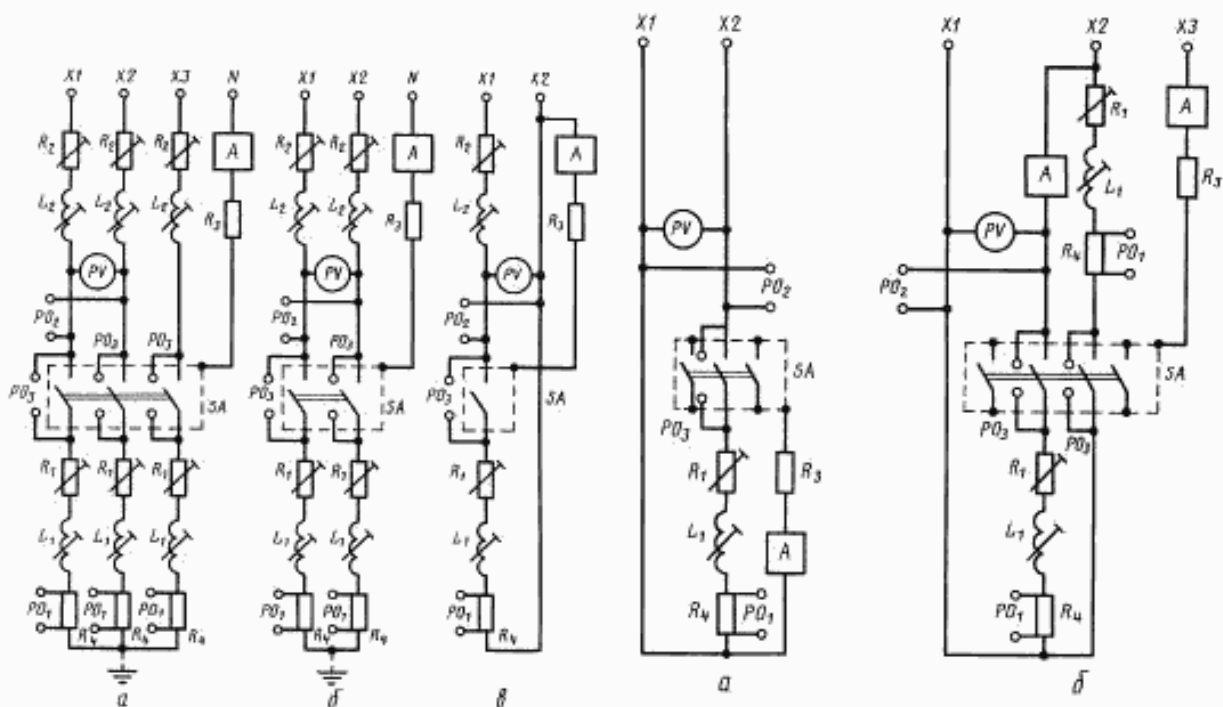 X1 X2 X3 N X1 X2 N X1 X2 X1 X2 X1 X2 X3
R2 R2 R2 A R2 R2 A R2 A R1 A
L2 L2 L2 R3 L2 L2 R3 L2 R3 A L1 R3
PV PV PV PV PV R4 PO1
PO2 PO2 PO2 PO2 PO2
PO3 PO3 PO3
PO3 SA PO3 SA PO3 SA SA SA
PO3 PO3 PO3
R1 R1 R1 R1 R1 R1 R1 R3 R1
L1 L1 L1 L1 L1 L1 L1 A L1
PO1 PO1 PO1 PO1 PO1 PO1 R4 PO1 PO1 R4
R4 R4 R4 R4 R4 R4
а б в а б